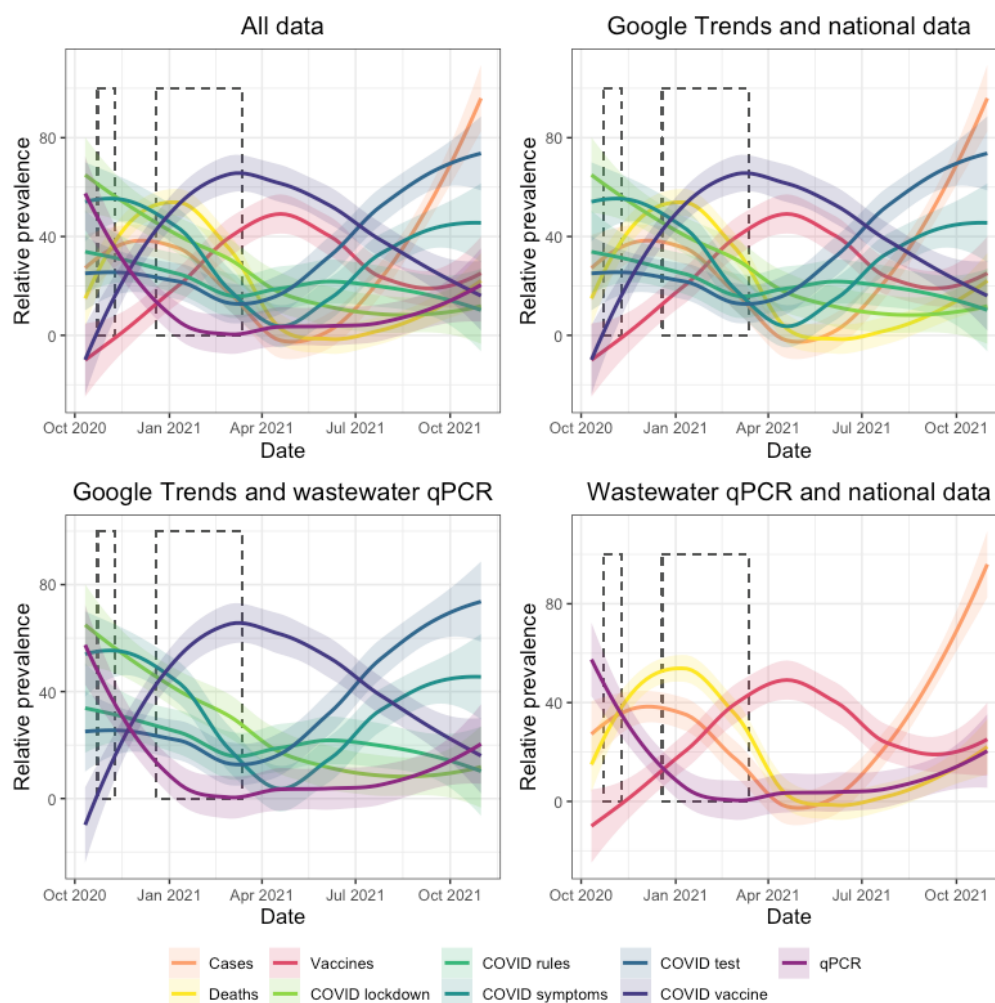 All data
Google Trends and national data
Relative prevalence
80
40
0
Oct 2020 Jan 2021 Apr 2021 Jul 2021 Oct 2021
Date
Relative prevalence
80
40
0
Oct 2020 Jan 2021 Apr 2021 Jul 2021 Oct 2021
Date
Google Trends and wastewater qPCR
Wastewater qPCR and national data
Relative prevalence
80
40
0
Oct 2020 Jan 2021 Apr 2021 Jul 2021 Oct 2021
Date
Relative prevalence
80
40
0
Oct 2020 Jan 2021 Apr 2021 Jul 2021 Oct 2021
Date
Cases Vaccines COVID rules COVID test qPCR
Deaths COVID lockdown COVID symptoms COVID vaccine